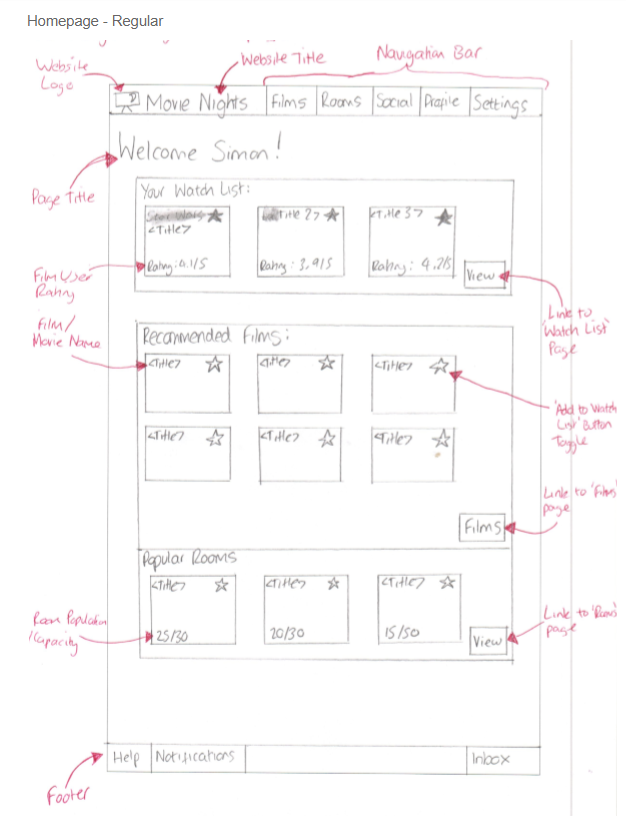 Homepage - Regular
Website Logo
Website Title
Navigation Bar
Movie Nights
Films
Rooms
Social
Profile
Settings
Welcome Simon!
Page Title
Your Watch List:
<Title>
<Title 2>
<Title 3>
Rating: 4.1/5
Rating: 3.9/5
Rating: 4.2/5
View
Film User
Rating
Link to
'Watch List'
Page
Film/
Movie Name
Recommended Films:
<Title>
<Title>
<Title>
<Title>
<Title>
<Title>
'Add to Watch
List' Button
Toggle
Films
Link to 'Films'
page
Popular Rooms
<Title>
<Title>
<Title>
25/30
20/30
15/50
View
Room Population
/Capacity
Link to 'Rooms'
page
Help
Notifications
Inbox
Footer